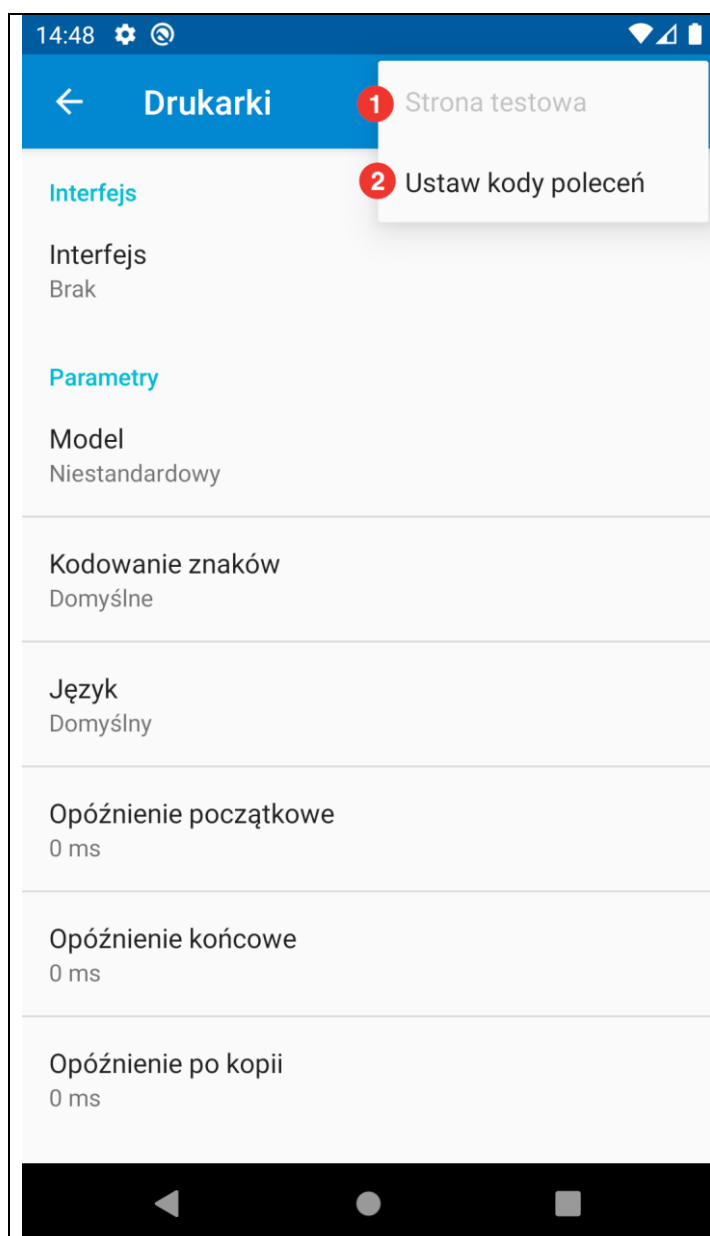 14:48
Drukarki
1 Strona testowa
2 Ustaw kody poleceń
Interfejs
Interfejs
Brak
Parametry
Model
Niestandardowy
Kodowanie znaków
Domyślne
Język
Domyślny
Opóźnienie początkowe
0 ms
Opóźnienie końcowe
0 ms
Opóźnienie po kopii
0 ms